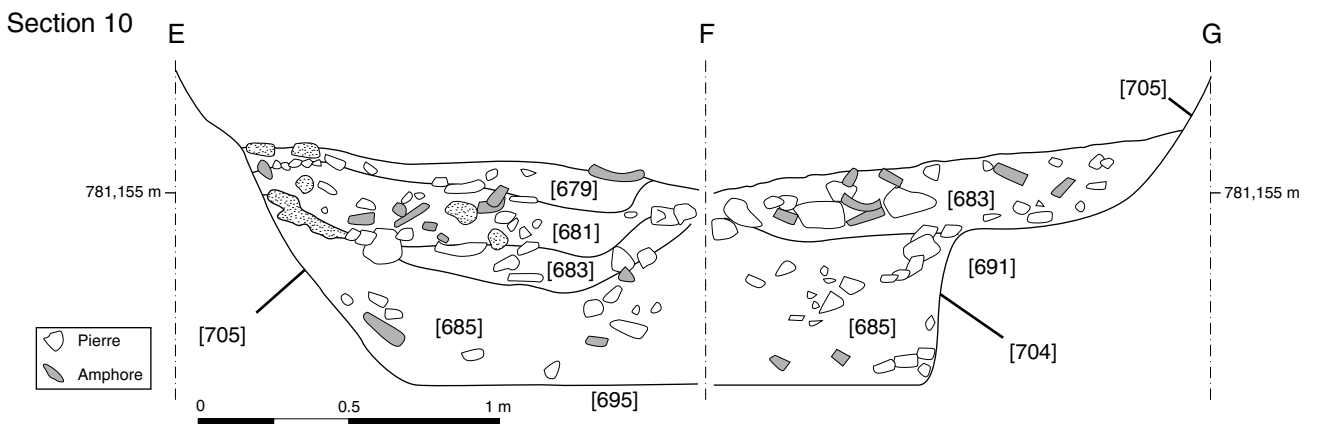 Section 10
E
F
G
[705]
781,155 m
781,155 m
[679]
[683]
[681]
[683]
[691]
[705]
[685]
[685]
[704]
Pierre
Amphore
[695]
0 0.5 1 m